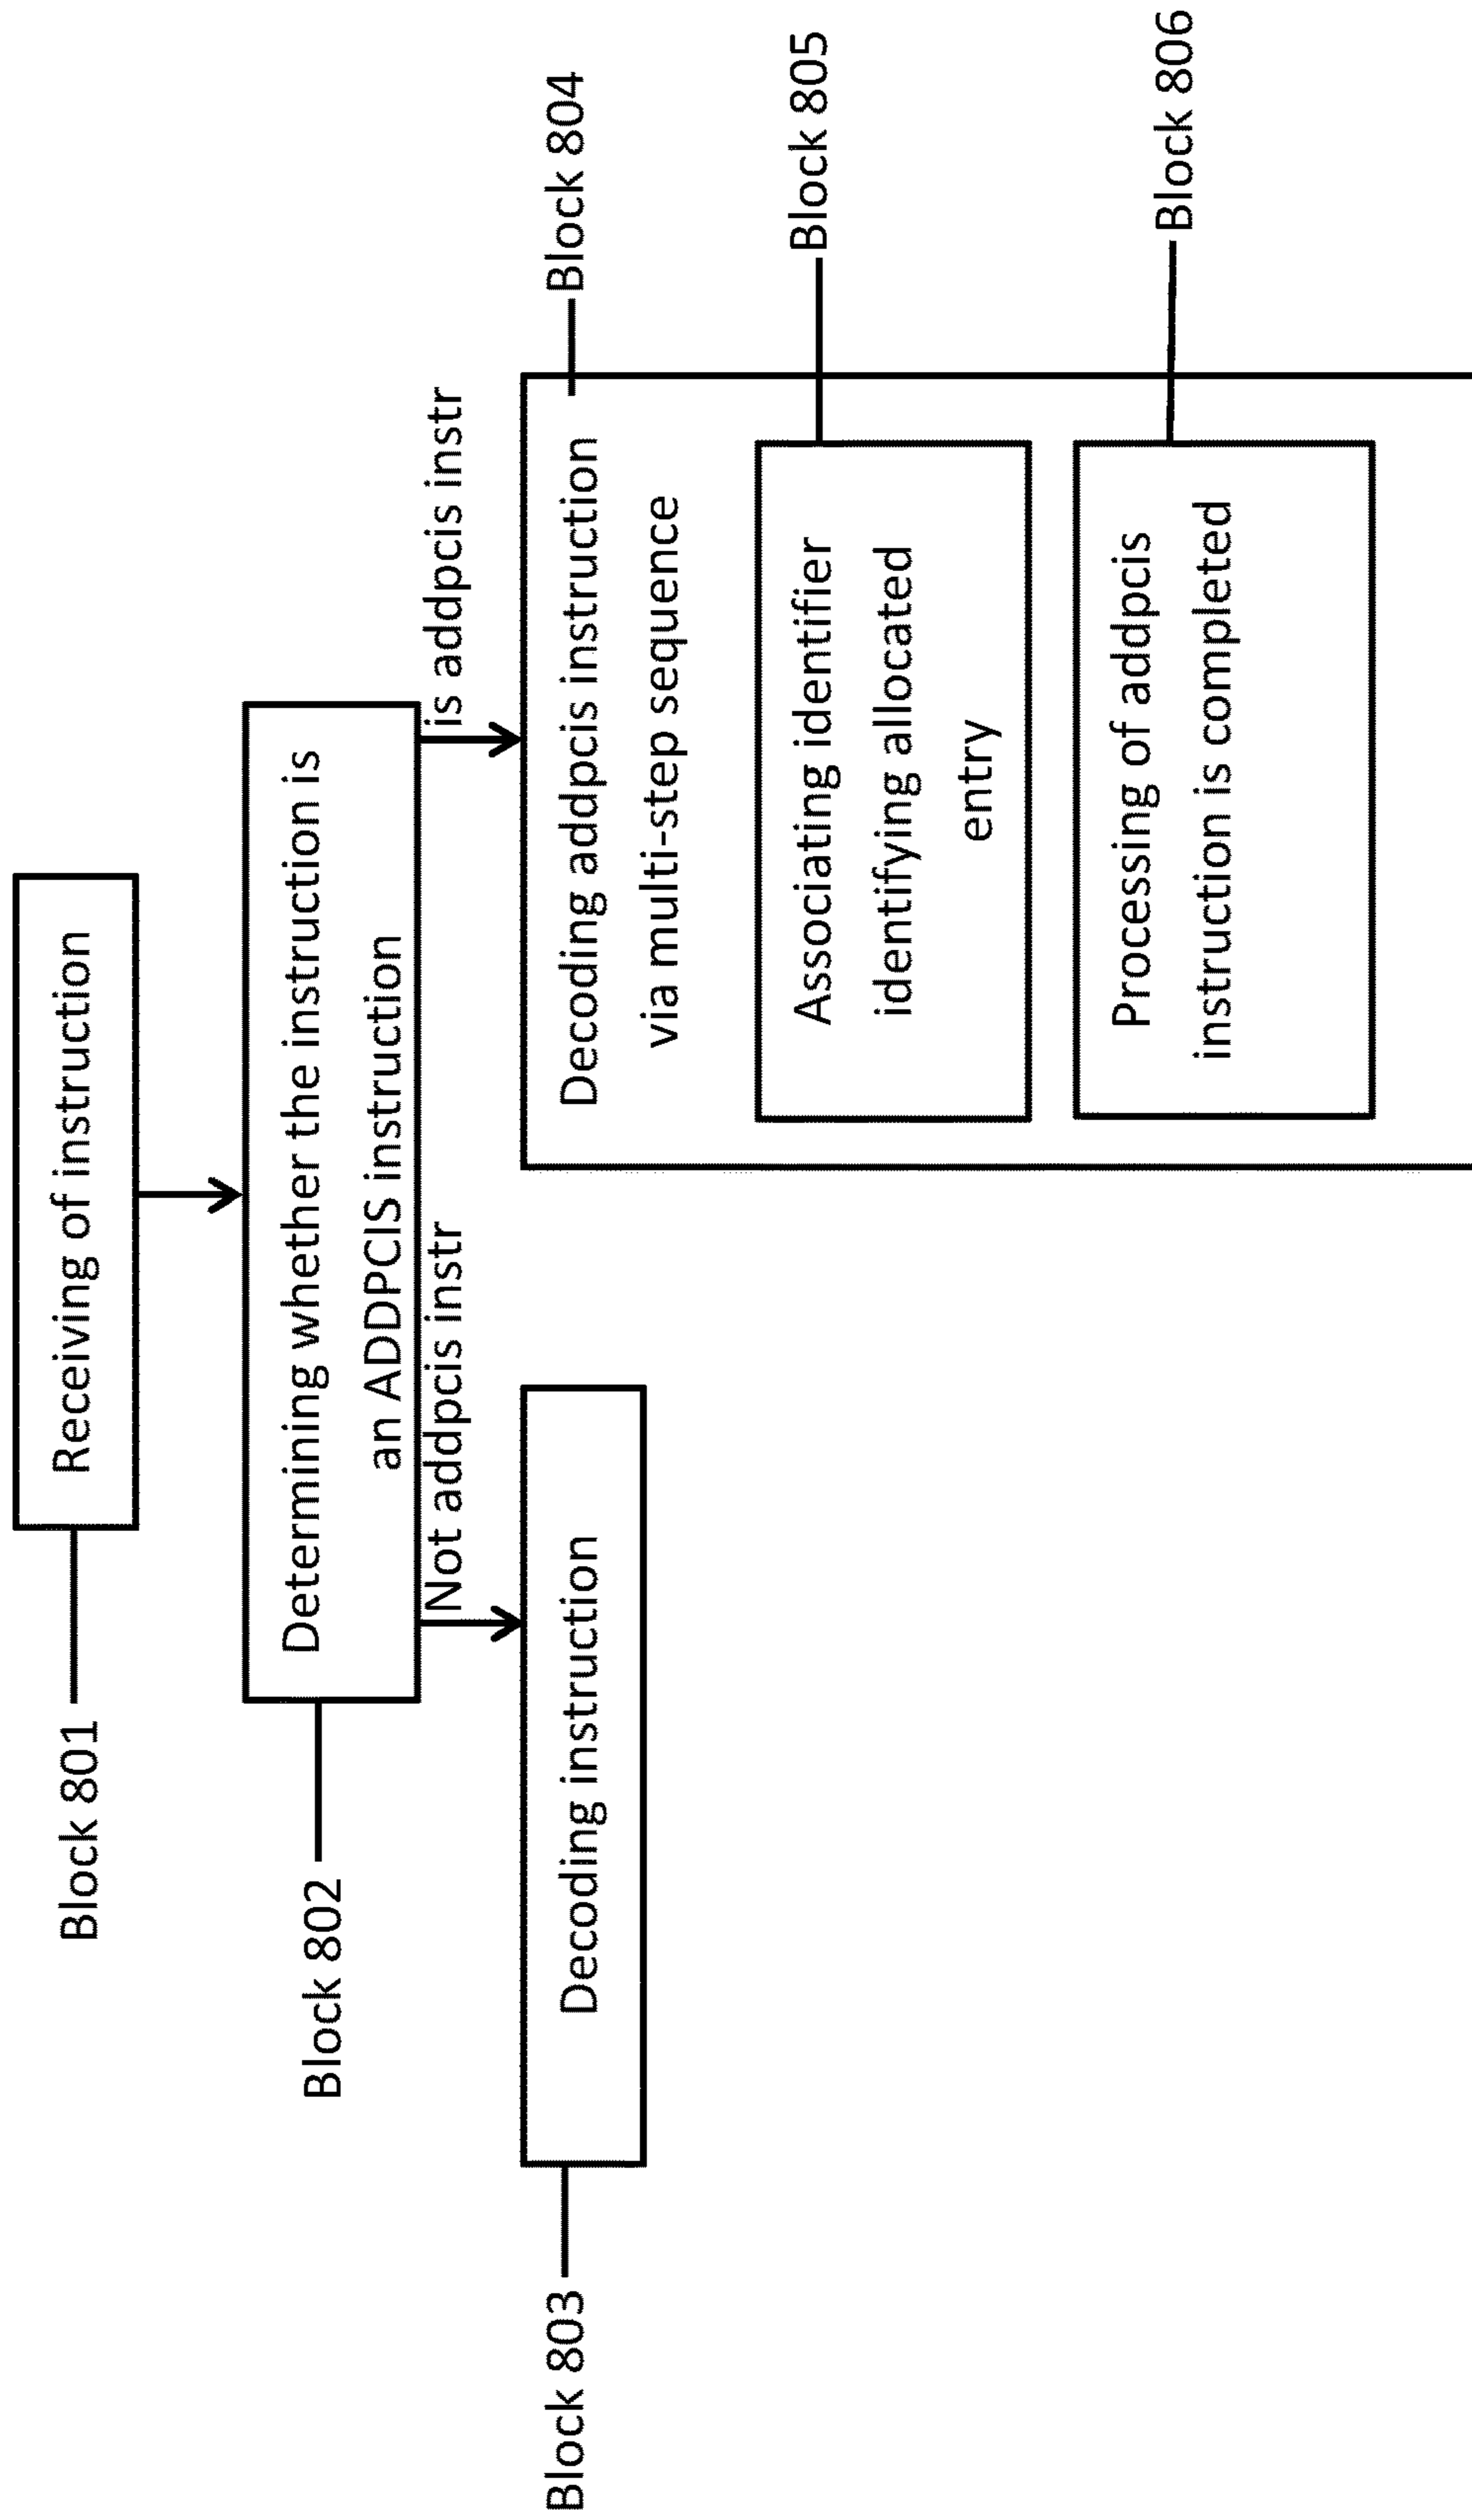 Block 801
Receiving of instruction
Block 802
Determining whether the instruction is
an ADDPCIS instruction
Not addpcis instr
is addpcis instr
Block 803
Decoding instruction
Decoding addpcis instruction
via multi-step sequence
Block 804
Associating identifier
identifying allocated
entry
Block 805
Processing of addpcis
instruction is completed
Block 806